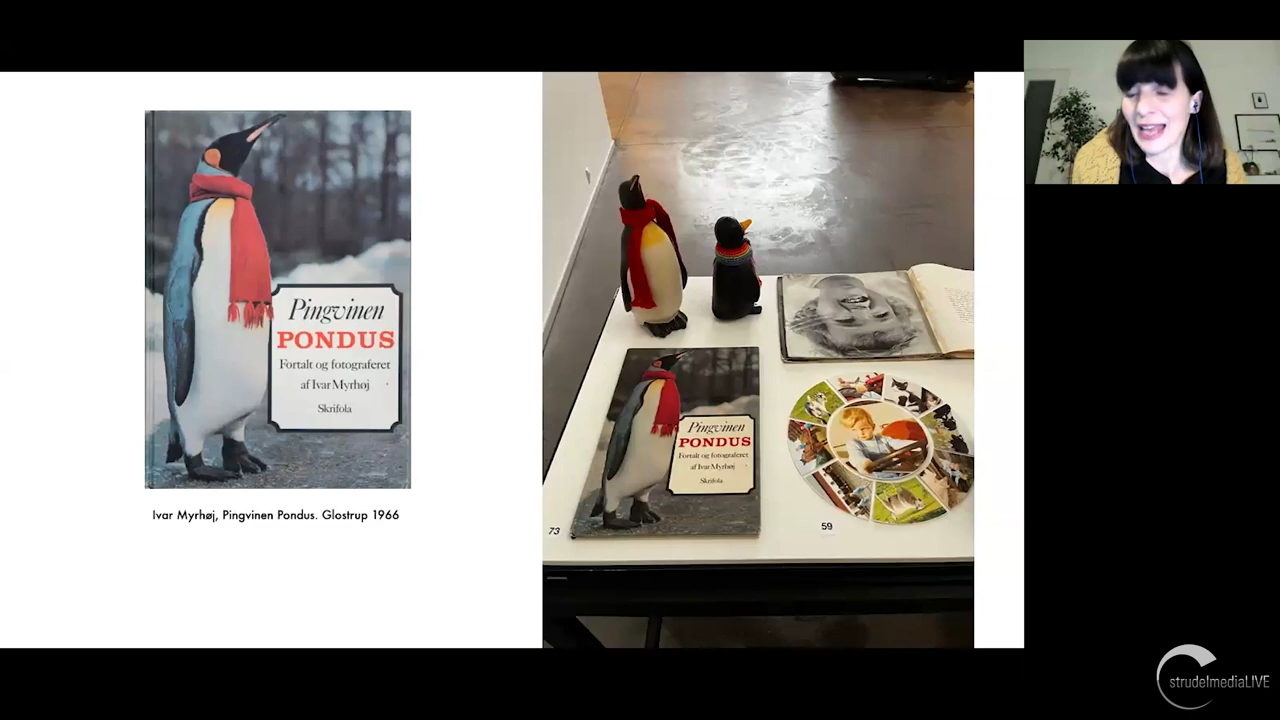 Pingvinen
PONDUS
Fortalt og fotograferet
af Ivar Myrhøj
Skrifola
Ivar Myrhøj, Pingvinen Pondus. Glostrup 1966
Pingvinen
PONDUS
Fortalt og fotograferet
af Ivar Myrhøj
Skrifola
73
59
strudelmediaLIVE